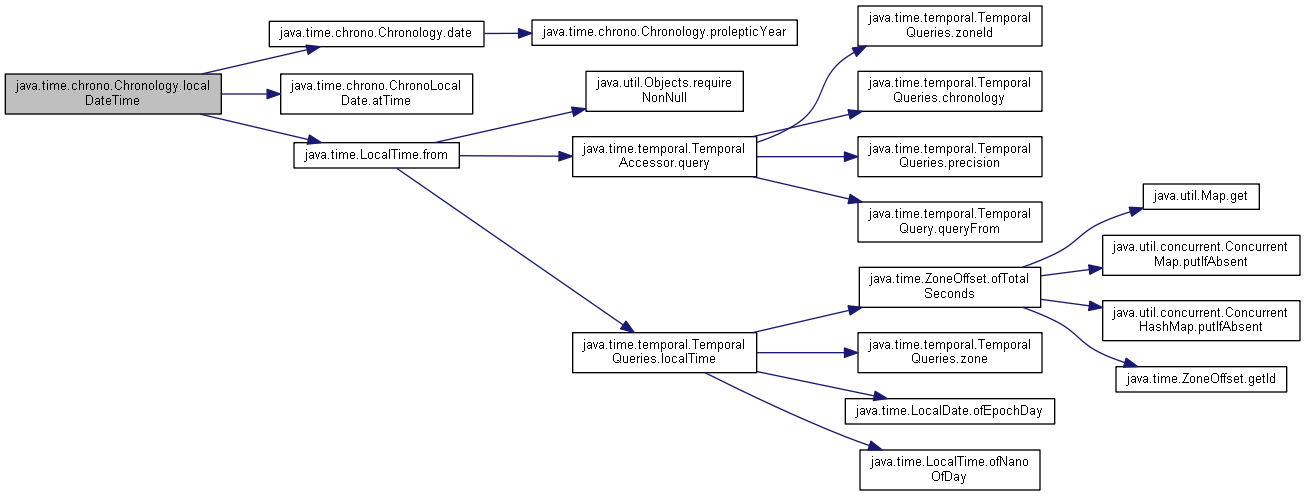 java.time.chrono.Chronology.local
DateTime
java.time.chrono.Chronology.date
java.time.chrono.ChronoLocal
Date.atTime
java.time.LocalTime.from
java.time.chrono.Chronology.prolepticYear
java.util.Objects.require
NonNull
java.time.temporal.Temporal
Accessor.query
java.time.temporal.Temporal
Queries.localTime
java.time.temporal.Temporal
Queries.zoneId
java.time.temporal.Temporal
Queries.chronology
java.time.temporal.Temporal
Queries.precision
java.time.temporal.Temporal
Query.queryFrom
java.time.ZoneOffset.ofTotal
Seconds
java.time.temporal.Temporal
Queries.zone
java.time.LocalDate.ofEpochDay
java.time.LocalTime.ofNano
OfDay
java.util.Map.get
java.util.concurrent.Concurrent
Map.putIfAbsent
java.util.concurrent.Concurrent
HashMap.putIfAbsent
java.time.ZoneOffset.getId